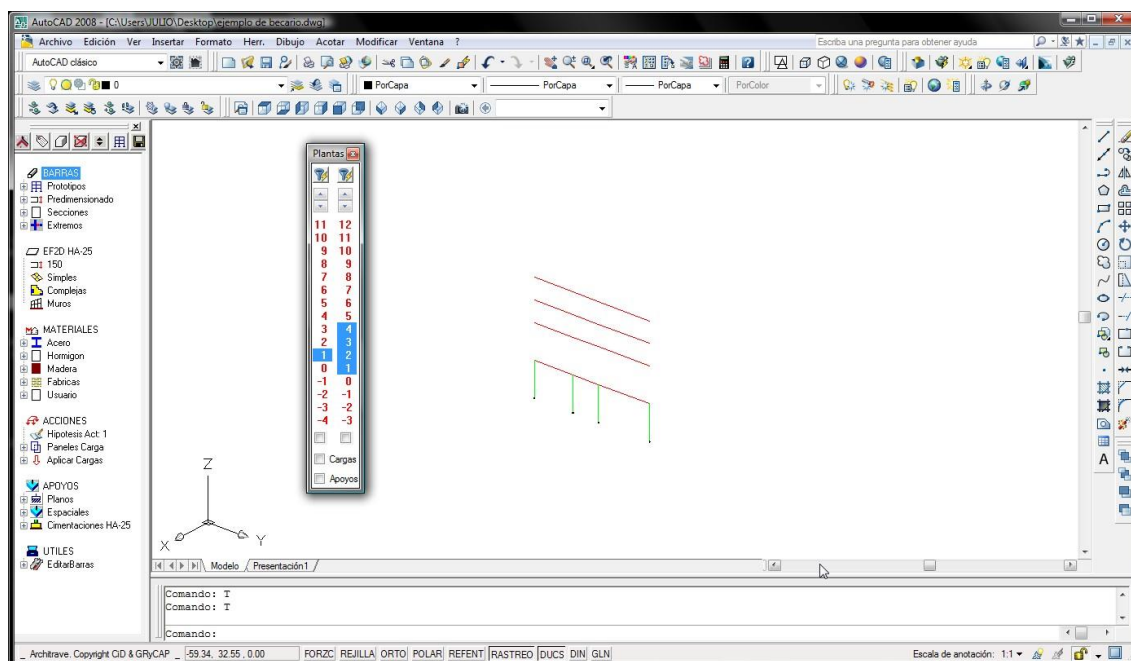 AutoCAD 2008 - [C:\Users\JULIO\Desktop\ejemplo de becario.dwg]
Archivo Edición Ver Insertar Formato Herr. Dibujo Acotar Modificar Ventana ?
Escriba una pregunta para obtener ayuda
AutoCAD clásico
0 PorCapa PorCapa PorCapa PorColor
BARRAS
Prototipos
Predimensionado
Secciones
Extremos
EF2D HA-25
150
Simples
Complejas
Muros
MATERIALES
Acero
Hormigon
Madera
Fabricas
Usuario
ACCIONES
Hipotesis Act: 1
Paneles Carga
Aplicar Cargas
APOYOS
Planos
Espaciales
Cimentaciones HA-25
UTILES
EditarBarras
Plantas
11 12
10 11
9 10
8 9
7 8
6 7
5 6
4 5
3 4
2 3
1 2
0 1
-1 0
-2 -1
-3 -2
-4 -3
Cargas
Apoyos
Z
X
Y
A
Modelo Presentación1
Comando: T
Comando: T
Comando:
_ Architrave. Copyright CiD & GRyCAP _ -59.34, 32.55 , 0.00 FORZC REJILLA ORTO POLAR REFENT RASTREO DUCS DIN GLN Escala de anotación: 1:1